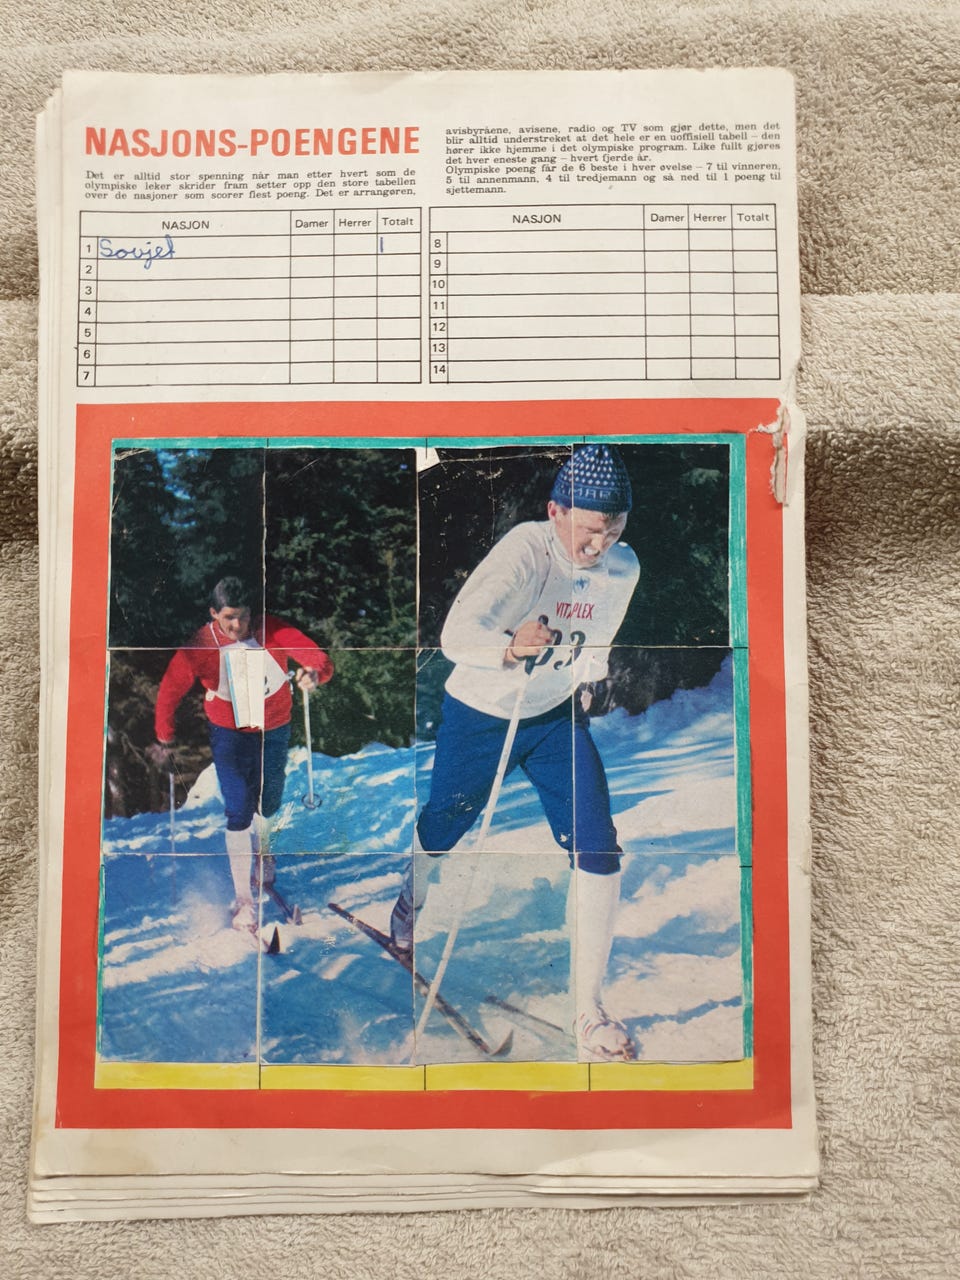 NASJONS-POENGENE
Det er alltid stor spenning når man etter hvert som de
olympiske leker skrider fram setter opp den store tabellen
over de nasjoner som scorer flest poeng. Det er arrangøren,
avisbyråene, avisene, radio og TV som gjør dette, men det
blir alltid understreket at det hele er en uoffisiell tabell – den
hører ikke hjemme i det olympiske program. Like fullt gjøres
det hver eneste gang – hvert fjerde år.
Olympiske poeng får de 6 beste i hver øvelse – 7 til vinneren,
5 til annenmann, 4 til tredjemann og så ned til 1 poeng til
sjettemann.
NASJON Damer Herrer Totalt
1 Sovjet 1
2
3
4
5
6
7
NASJON Damer Herrer Totalt
8
9
10
11
12
13
14